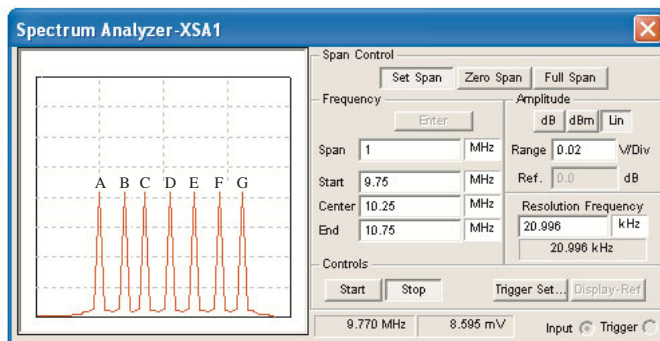 Spectrum Analyzer-XSA1
A B C D E F G
Span Control
Set Span Zero Span Full Span
Frequency
Enter
Span 1 MHz
Start 9.75 MHz
Center 10.25 MHz
End 10.75 MHz
Amplitude
dB dBm Lin
Range 0.02 V/Div
Ref. 0.0 dB
Resolution Frequency
20.996 kHz
20.996 kHz
Controls
Start Stop Trigger Set... Display-Ref
9.770 MHz 8.595 mV Input Trigger